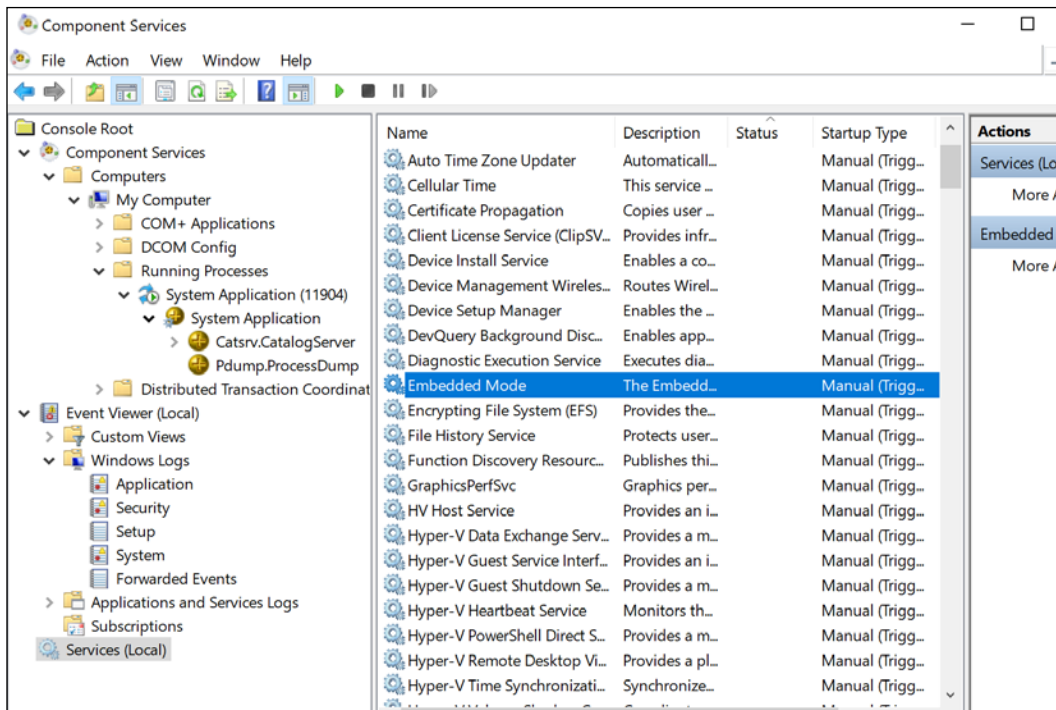 Component Services
File Action View Window Help
Console Root
Component Services
Computers
My Computer
COM+ Applications
DCOM Config
Running Processes
System Application (11904)
System Application
Catsrv.CatalogServer
Pdump.ProcessDump
Distributed Transaction Coordinat
Event Viewer (Local)
Custom Views
Windows Logs
Application
Security
Setup
System
Forwarded Events
Applications and Services Logs
Subscriptions
Services (Local)
Name Description Status Startup Type
Auto Time Zone Updater Automaticall... Manual (Trigg...
Cellular Time This service ... Manual (Trigg...
Certificate Propagation Copies user ... Manual (Trigg...
Client License Service (ClipSV... Provides infr... Manual (Trigg...
Device Install Service Enables a co... Manual (Trigg...
Device Management Wireles... Routes Wirel... Manual (Trigg...
Device Setup Manager Enables the ... Manual (Trigg...
DevQuery Background Disc... Enables app... Manual (Trigg...
Diagnostic Execution Service Executes dia... Manual (Trigg...
Embedded Mode The Embedd... Manual (Trigg...
Encrypting File System (EFS) Provides the... Manual (Trigg...
File History Service Protects user... Manual (Trigg...
Function Discovery Resourc... Publishes thi... Manual (Trigg...
GraphicsPerfSvc Graphics per... Manual (Trigg...
HV Host Service Provides an i... Manual (Trigg...
Hyper-V Data Exchange Serv... Provides a m... Manual (Trigg...
Hyper-V Guest Service Interf... Provides an i... Manual (Trigg...
Hyper-V Guest Shutdown Se... Provides a m... Manual (Trigg...
Hyper-V Heartbeat Service Monitors th... Manual (Trigg...
Hyper-V PowerShell Direct S... Provides a m... Manual (Trigg...
Hyper-V Remote Desktop Vi... Provides a pl... Manual (Trigg...
Hyper-V Time Synchronizati... Synchronize... Manual (Trigg...
Actions
Services (Lo
More A
Embedded
More A